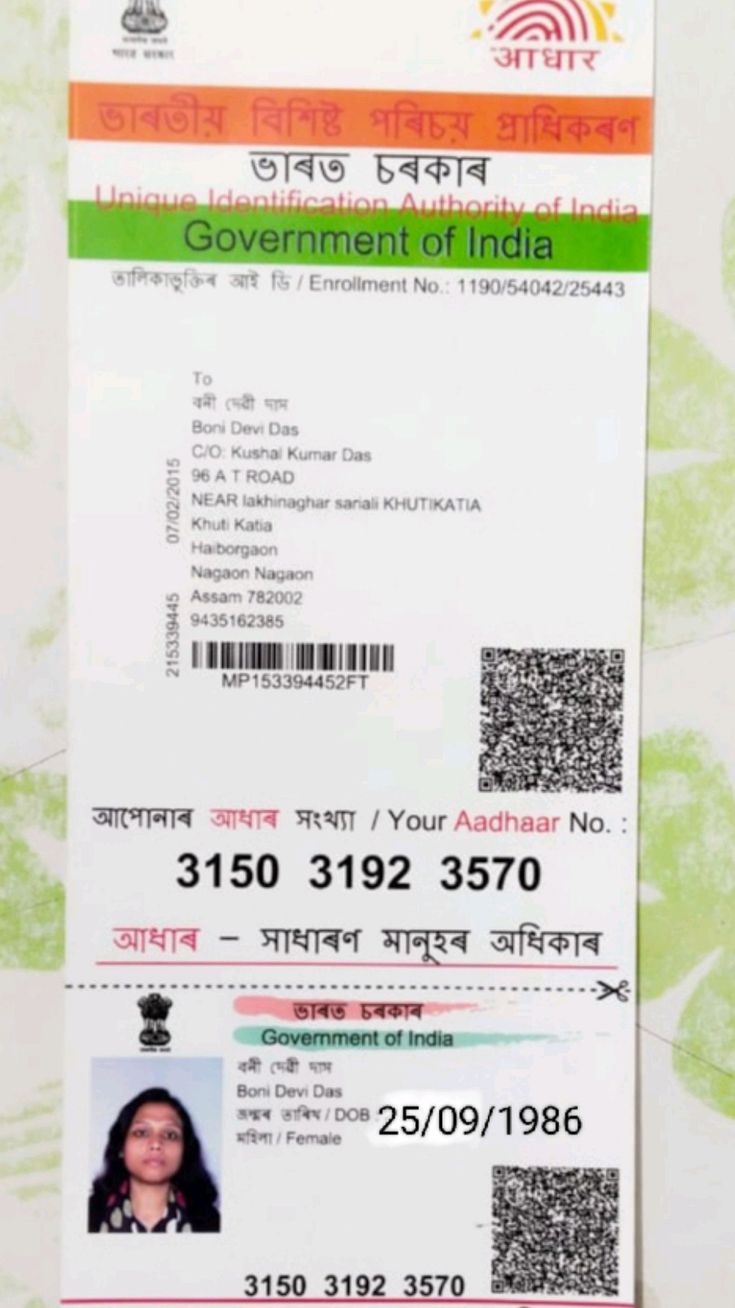 भारत सरकार
आधार
ভাৰতীয় বিশিষ্ট পৰিচয় প্ৰাধিকৰণ
ভাৰত চৰকাৰ
Unique Identification Authority of India
Government of India
তালিকাভুক্তিৰ আই ডি / Enrollment No.: 1190/54042/25443
To
বনী দেৱী দাস
Boni Devi Das
C/O: Kushal Kumar Das
96 A T ROAD
NEAR lakhinaghar sariali KHUTIKATIA
Khuti Katia
Haiborgaon
Nagaon Nagaon
Assam 782002
9435162385
07/02/2015
215339445
MP153394452FT
আপোনাৰ আধাৰ সংখ্যা / Your Aadhaar No. :
3150 3192 3570
আধাৰ – সাধাৰণ মানুহৰ অধিকাৰ
ভাৰত চৰকাৰ
Government of India
বনী দেৱী দাস
Boni Devi Das
জন্মৰ তাৰিখ / DOB 25/09/1986
মহিলা / Female
3150 3192 3570